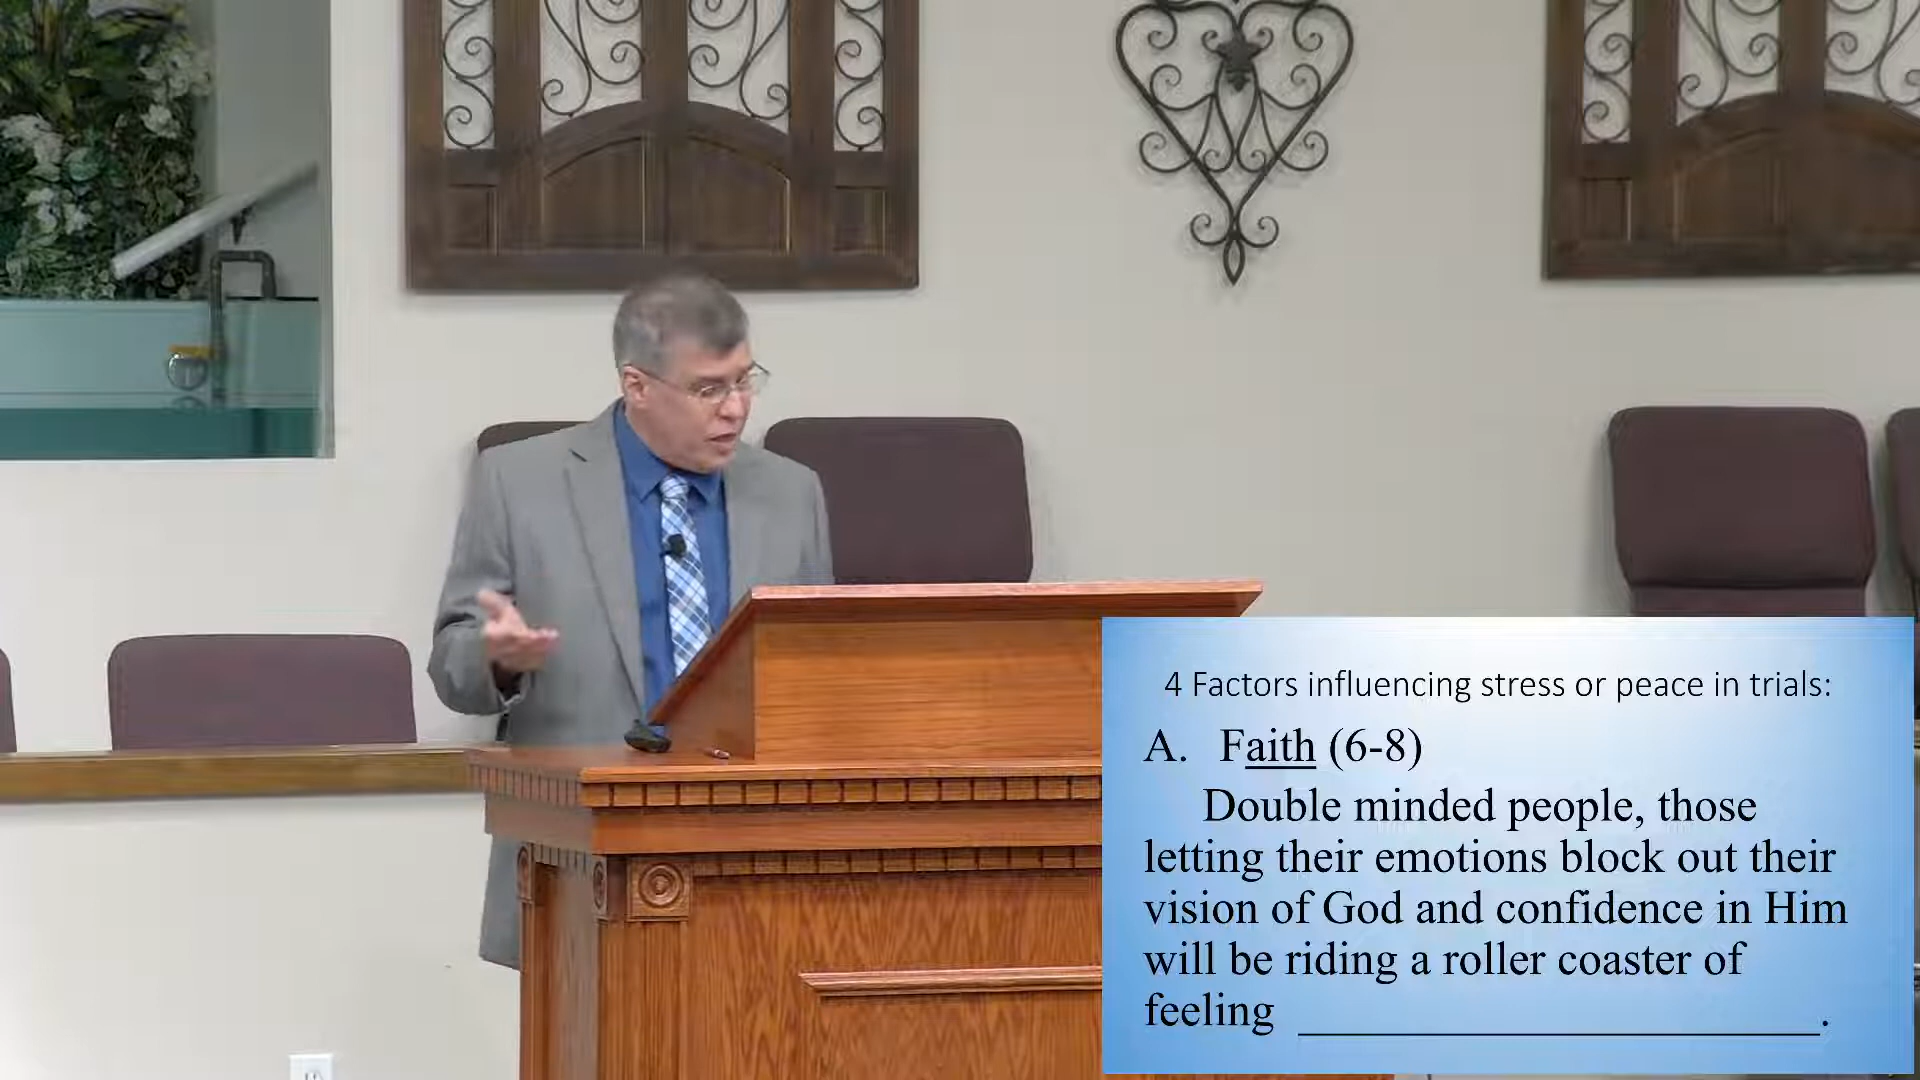 4 Factors influencing stress or peace in trials:
A. Faith (6-8)
Double minded people, those
letting their emotions block out their
vision of God and confidence in Him
will be riding a roller coaster of
feeling ____________________.